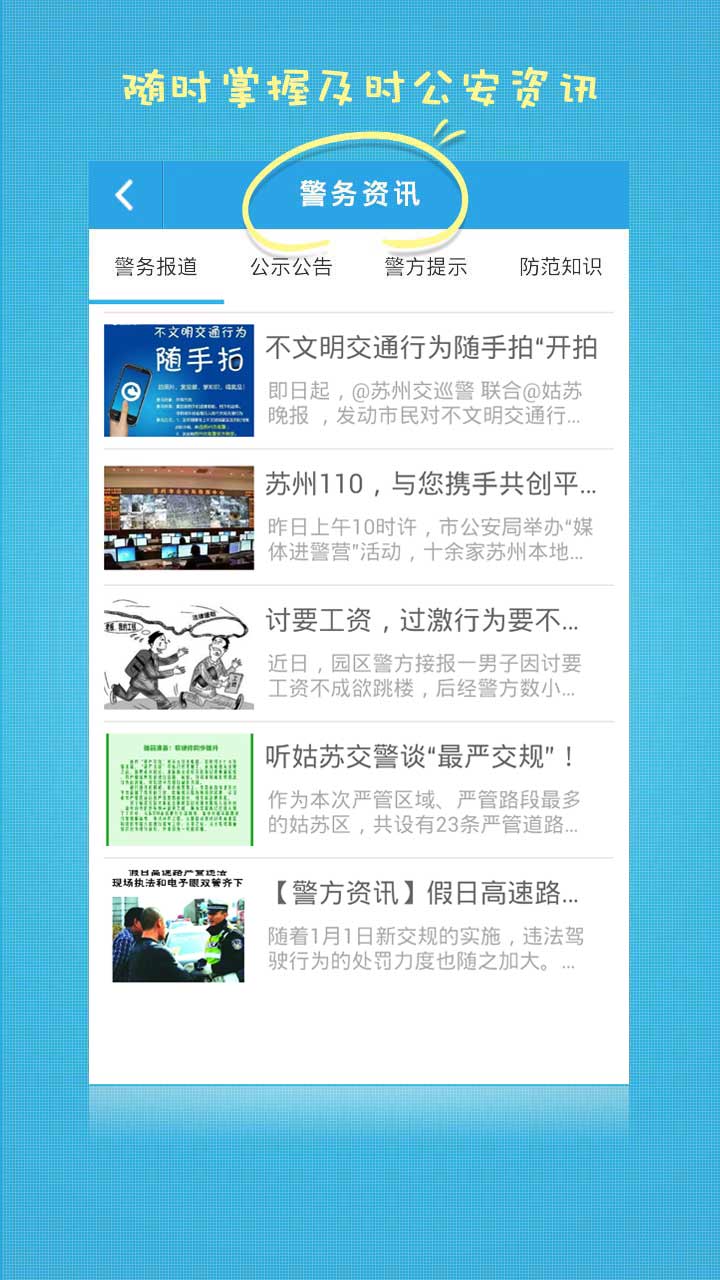 随时掌握及时公安资讯
警务资讯
警务报道 公示公告 警方提示 防范知识
不文明交通行为
随手拍
不文明交通行为随手拍“开拍
即日起，@苏州交巡警 联合@姑苏
晚报 ，发动市民对不文明交通行...
苏州110，与您携手共创平...
昨日上午10时许，市公安局举办“媒
体进警营”活动，十余家苏州本地...
讨要工资，过激行为要不...
近日，园区警方接报一男子因讨要
工资不成欲跳楼，后经警方数小...
听姑苏交警谈“最严交规”！
作为本次严管区域、严管路段最多
的姑苏区，共设有23条严管道路...
假日高速路严查违法
现场执法和电子眼双管齐下
【警方资讯】假日高速路...
随着1月1日新交规的实施，违法驾
驶行为的处罚力度也随之加大。...